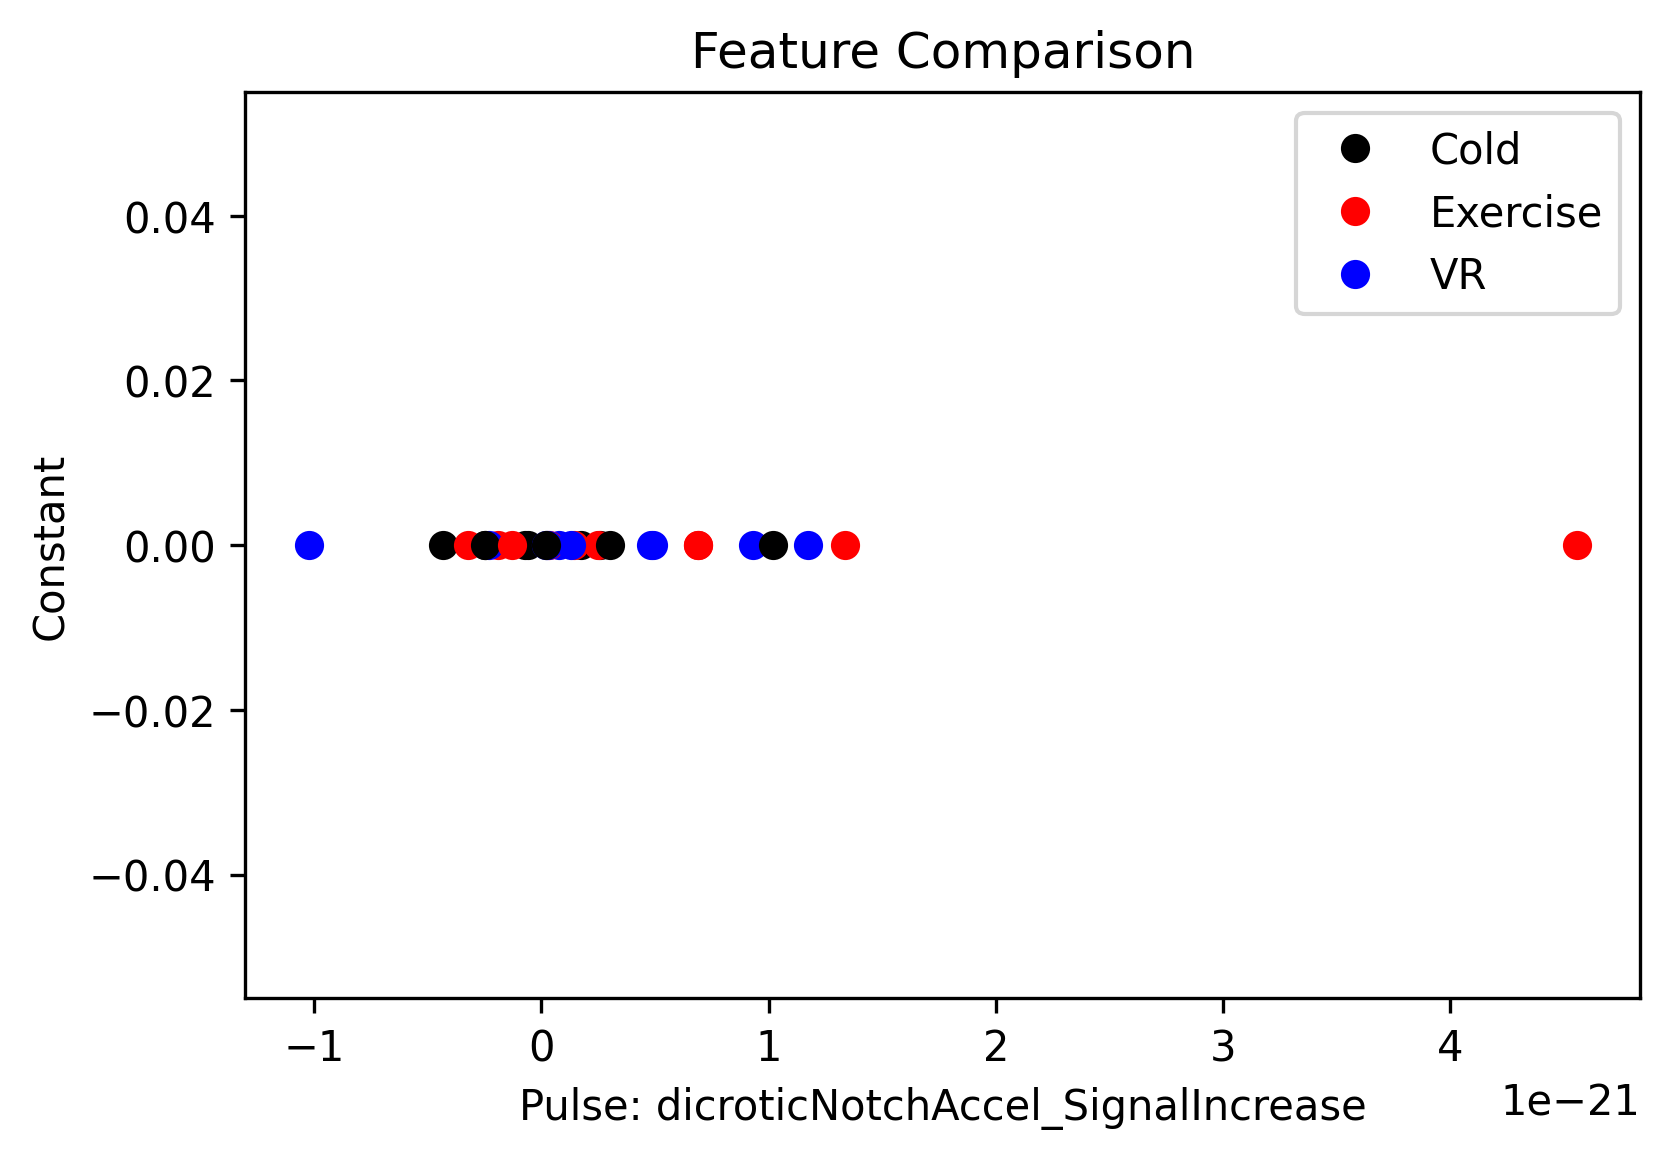 Feature Comparison
Cold
Exercise
VR
0.04
0.02
0.00
−0.02
−0.04
Constant
−1
0
1
2
3
4
1e−21
Pulse: dicroticNotchAccel_SignalIncrease